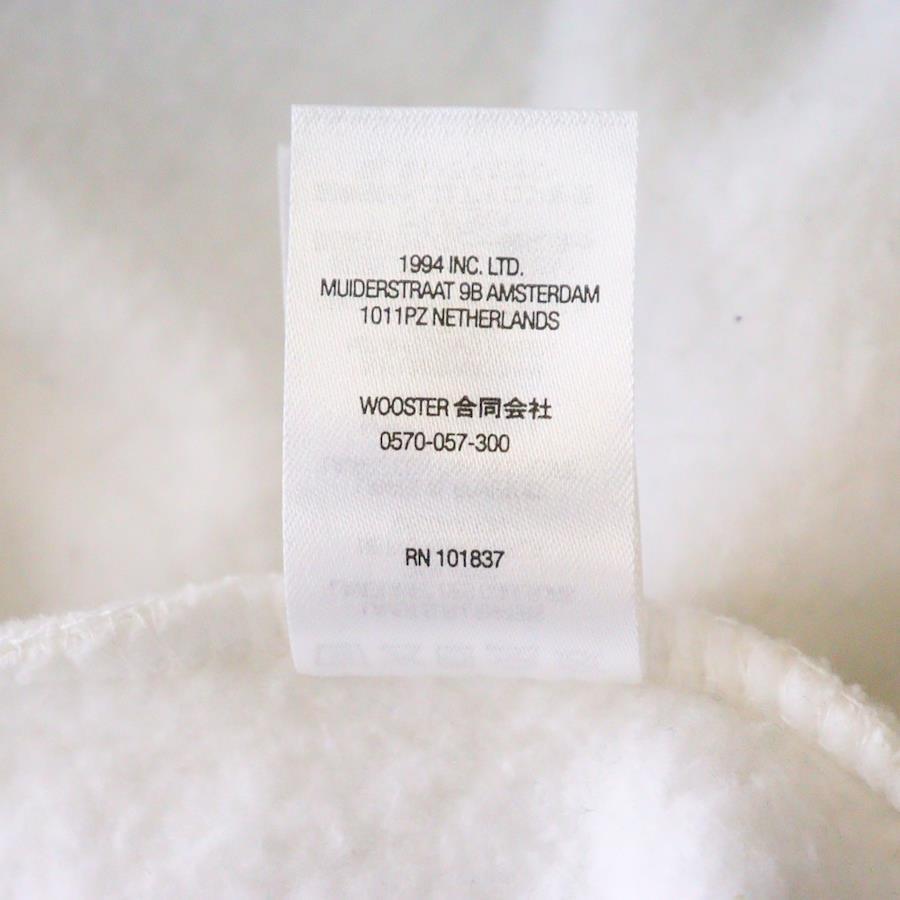 1994 INC. LTD.
MUIDERSTRAAT 9B AMSTERDAM
1011PZ NETHERLANDS
WOOSTER 合同会社
0570-057-300
RN 101837